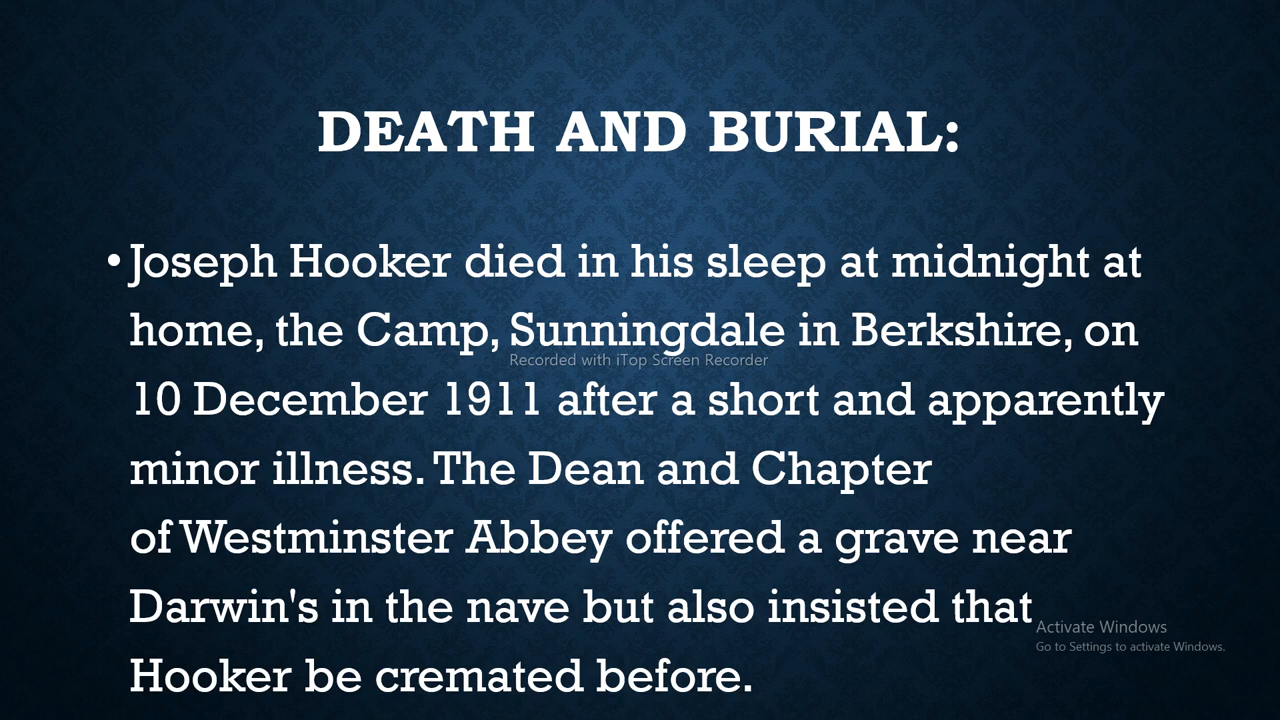 DEATH AND BURIAL:
• Joseph Hooker died in his sleep at midnight at
home, the Camp, Sunningdale in Berkshire, on
Recorded with iTop Screen Recorder
10 December 1911 after a short and apparently
minor illness. The Dean and Chapter
of Westminster Abbey offered a grave near
Darwin's in the nave but also insisted that
Activate Windows
Go to Settings to activate Windows.
Hooker be cremated before.